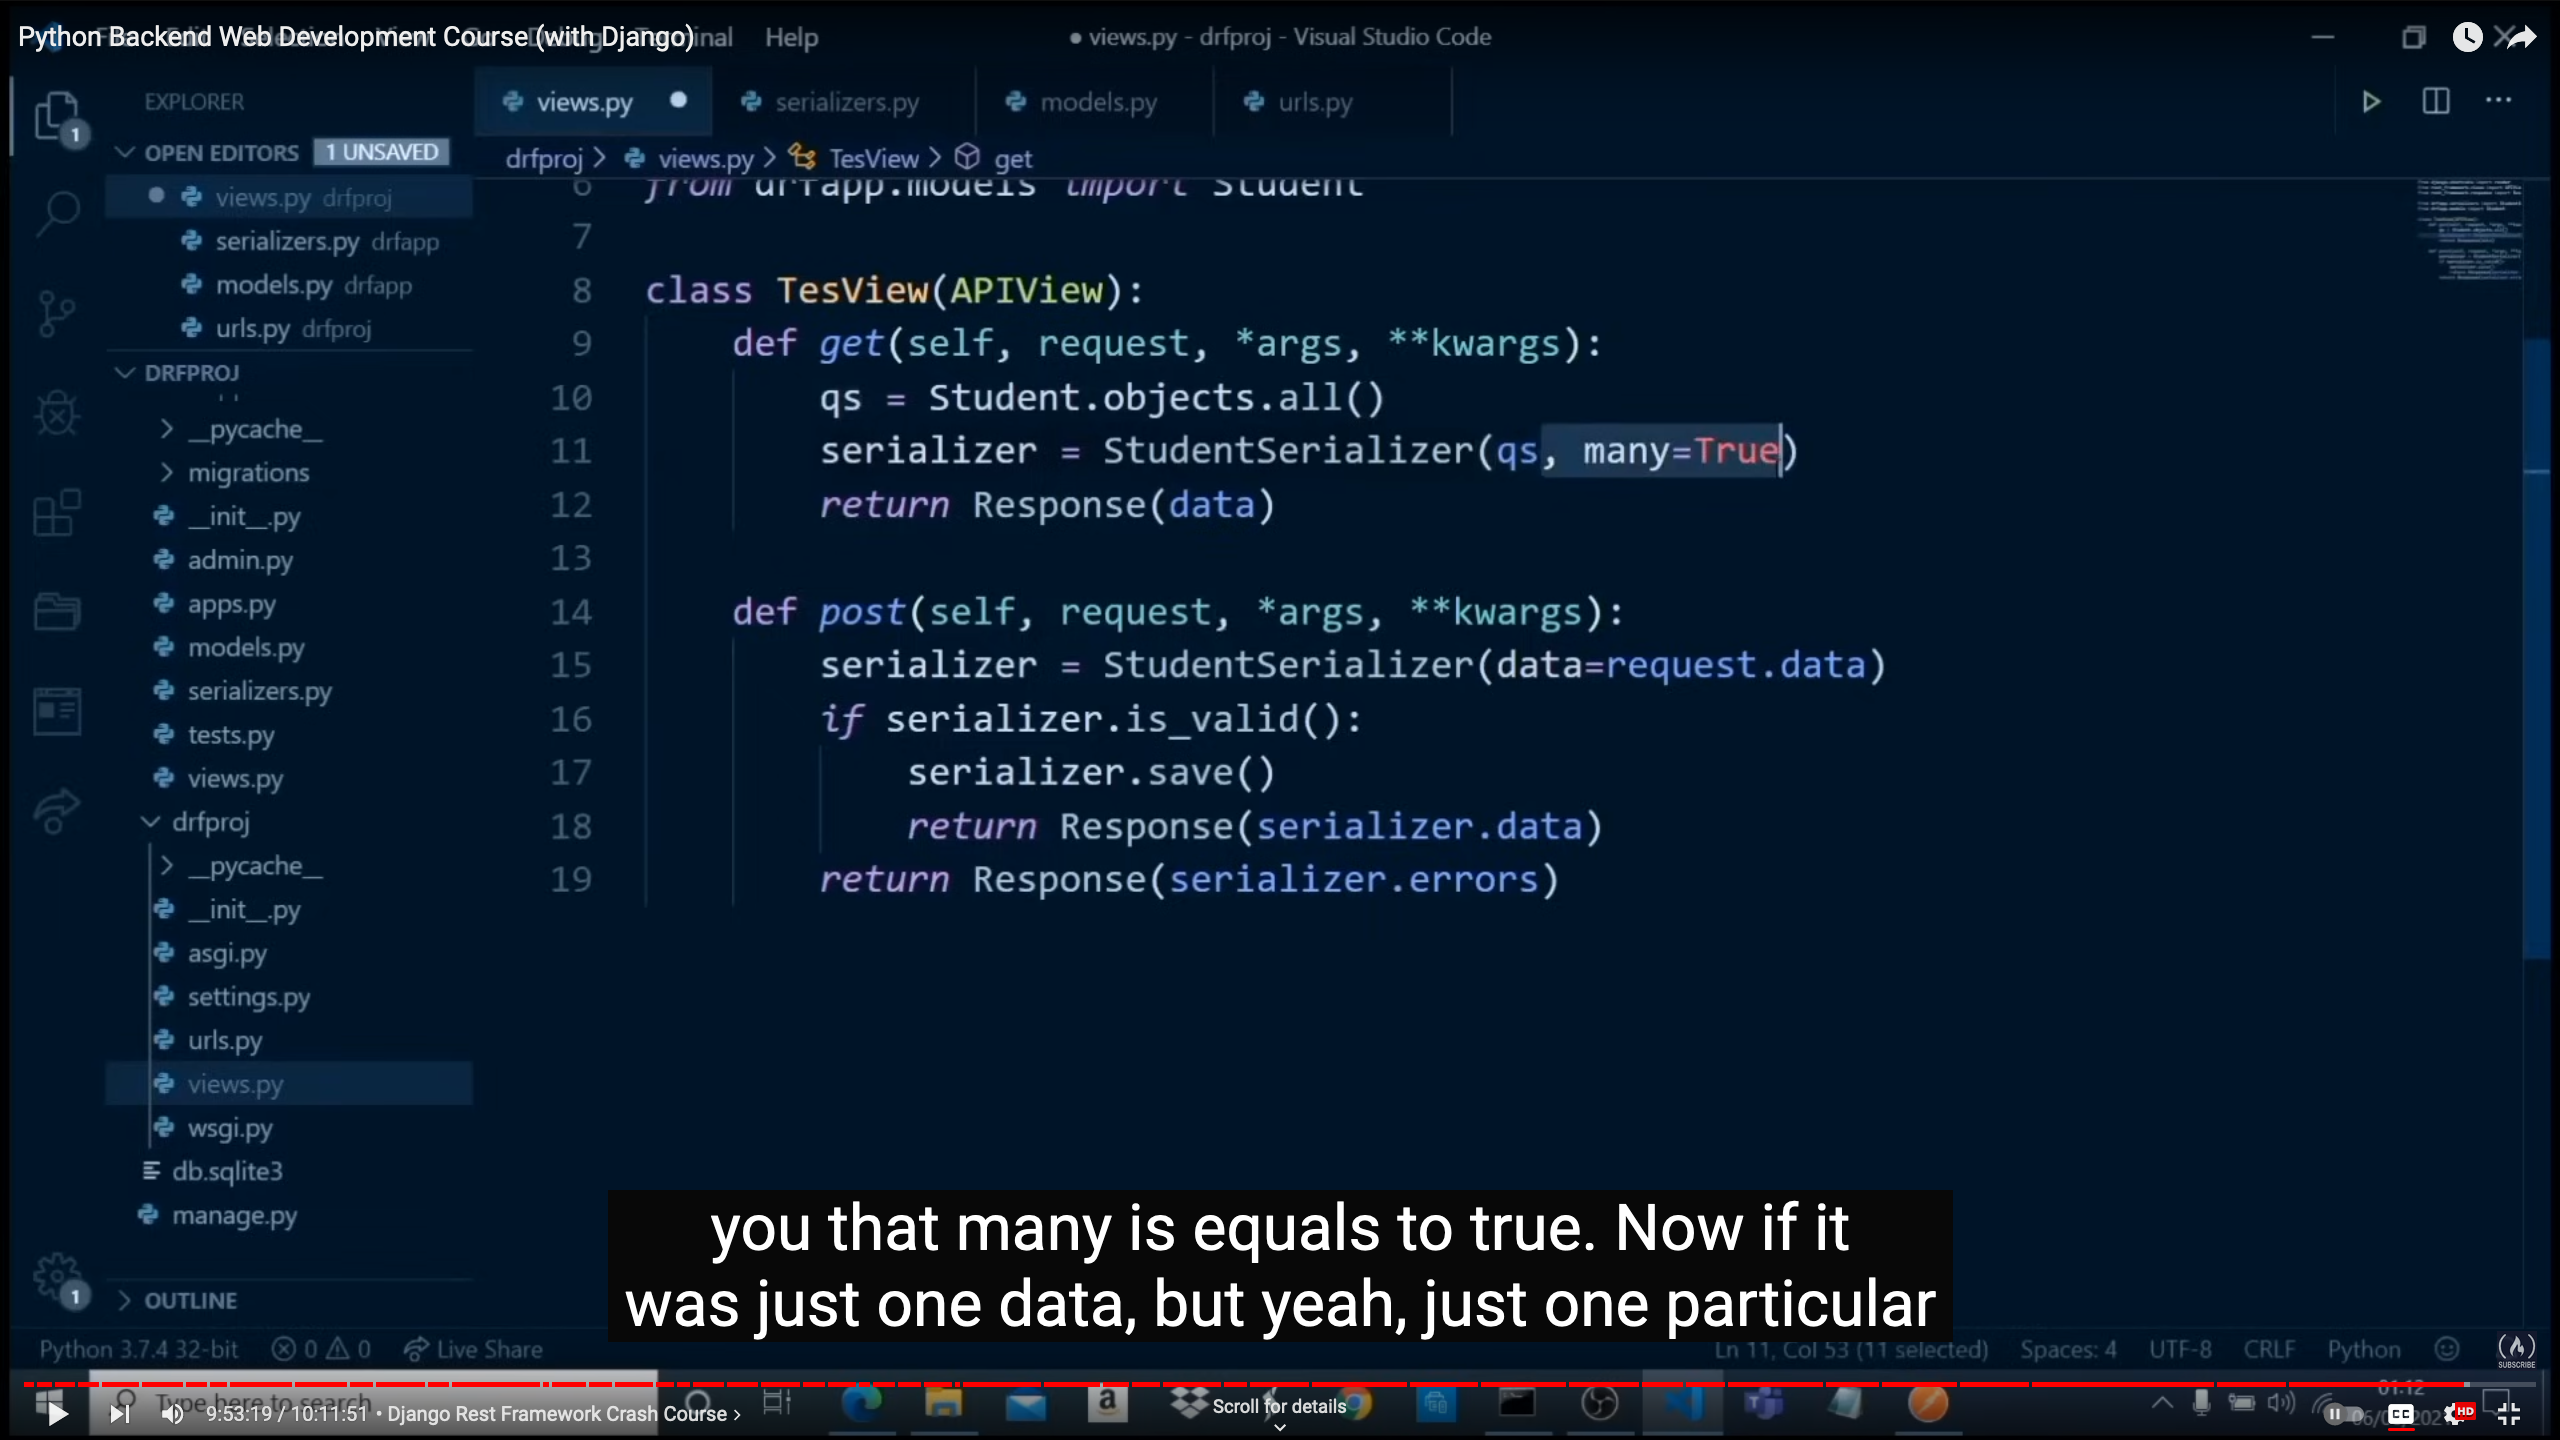 Python Backend Web Development Course (with Django)
Help
● views.py - drfproj - Visual Studio Code
EXPLORER
views.py
serializers.py
models.py
urls.py
OPEN EDITORS
1 UNSAVED
drfproj > views.py > TesView > get
views.py drfproj
serializers.py drfapp
models.py drfapp
urls.py drfproj
DRFPROJ
__pycache__
migrations
__init__.py
admin.py
apps.py
models.py
serializers.py
tests.py
views.py
drfproj
__pycache__
__init__.py
asgi.py
settings.py
urls.py
views.py
wsgi.py
db.sqlite3
manage.py
OUTLINE
6 from drfapp.models import Student
7
8 class TesView(APIView):
9 def get(self, request, *args, **kwargs):
10 qs = Student.objects.all()
11 serializer = StudentSerializer(qs, many=True)
12 return Response(data)
13
14 def post(self, request, *args, **kwargs):
15 serializer = StudentSerializer(data=request.data)
16 if serializer.is_valid():
17 serializer.save()
18 return Response(serializer.data)
19 return Response(serializer.errors)
you that many is equals to true. Now if it
was just one data, but yeah, just one particular
Python 3.7.4 32-bit
0
0
Live Share
Ln 11, Col 53 (11 selected)
Spaces: 4
UTF-8
CRLF
Python
SUBSCRIBE
Type here to search
9:53:19 / 10:11:51 • Django Rest Framework Crash Course >
Scroll for details
01:12
CC
HD